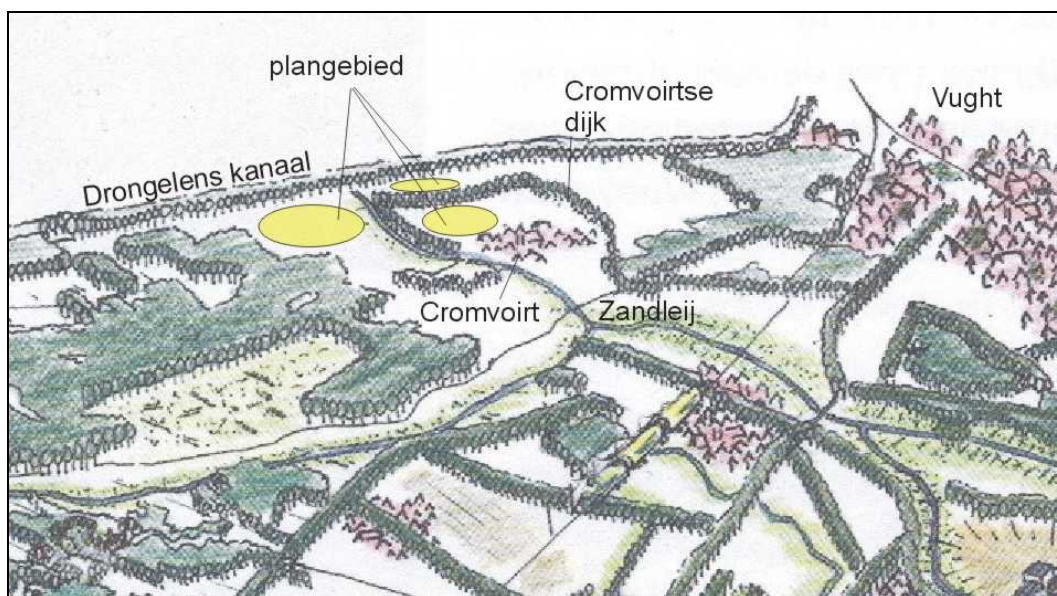 plangebied
Cromvoirtse
dijk
Vught
Drongelens kanaal
Cromvoirt
Zandleij